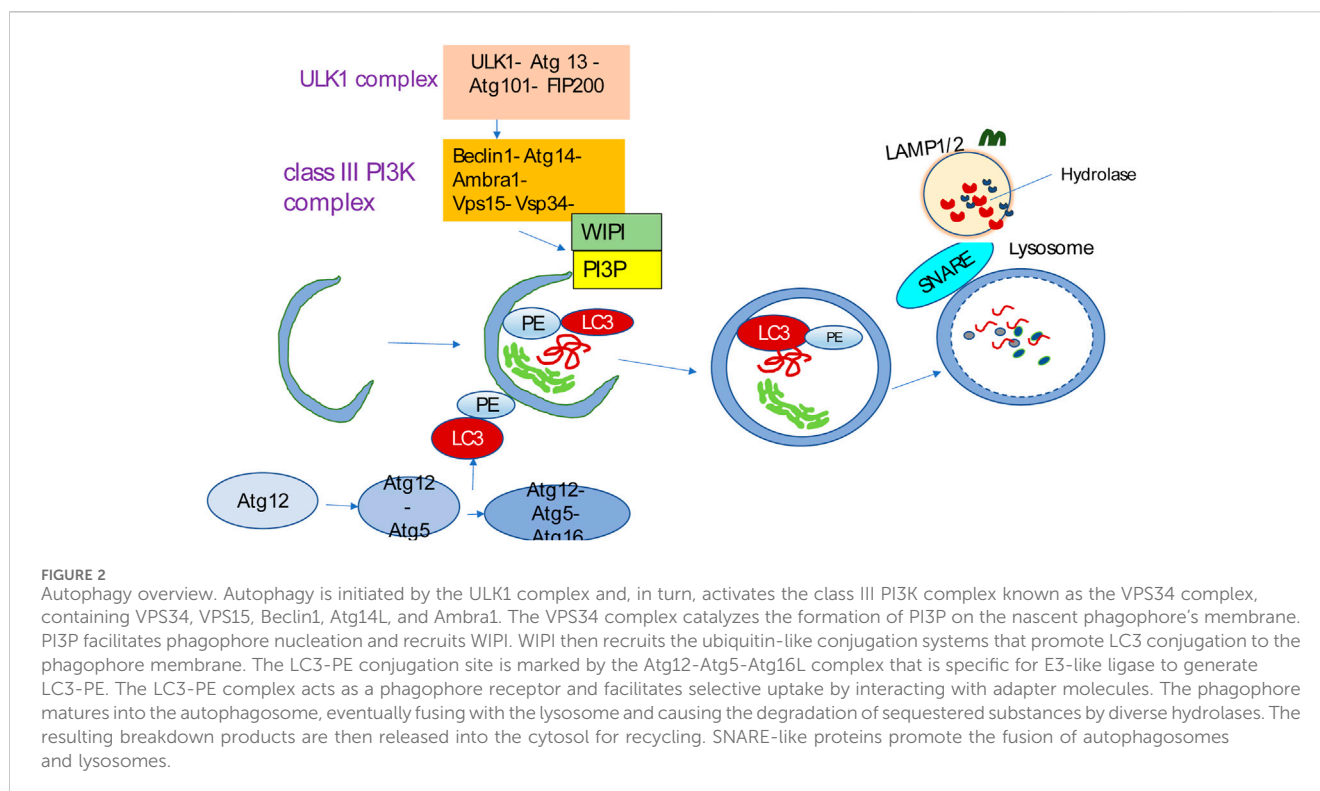 ULK1 complex
ULK1- Atg 13 -
Atg101- FIP200
class III PI3K
complex
Beclin1- Atg14-
Ambra1-
Vps15- Vsp34-
WIPI
PI3P
LAMP1/2
Hydrolase
SNARE
Lysosome
PE
LC3
LC3
PE
PE
LC3
Atg12
Atg12
-
Atg5
Atg12-
Atg5-
Atg16
FIGURE 2
Autophagy overview. Autophagy is initiated by the ULK1 complex and, in turn, activates the class III PI3K complex known as the VPS34 complex,
containing VPS34, VPS15, Beclin1, Atg14L, and Ambra1. The VPS34 complex catalyzes the formation of PI3P on the nascent phagophore's membrane.
PI3P facilitates phagophore nucleation and recruits WIPI. WIPI then recruits the ubiquitin-like conjugation systems that promote LC3 conjugation to the
phagophore membrane. The LC3-PE conjugation site is marked by the Atg12-Atg5-Atg16L complex that is specific for E3-like ligase to generate
LC3-PE. The LC3-PE complex acts as a phagophore receptor and facilitates selective uptake by interacting with adapter molecules. The phagophore
matures into the autophagosome, eventually fusing with the lysosome and causing the degradation of sequestered substances by diverse hydrolases. The
resulting breakdown products are then released into the cytosol for recycling. SNARE-like proteins promote the fusion of autophagosomes
and lysosomes.